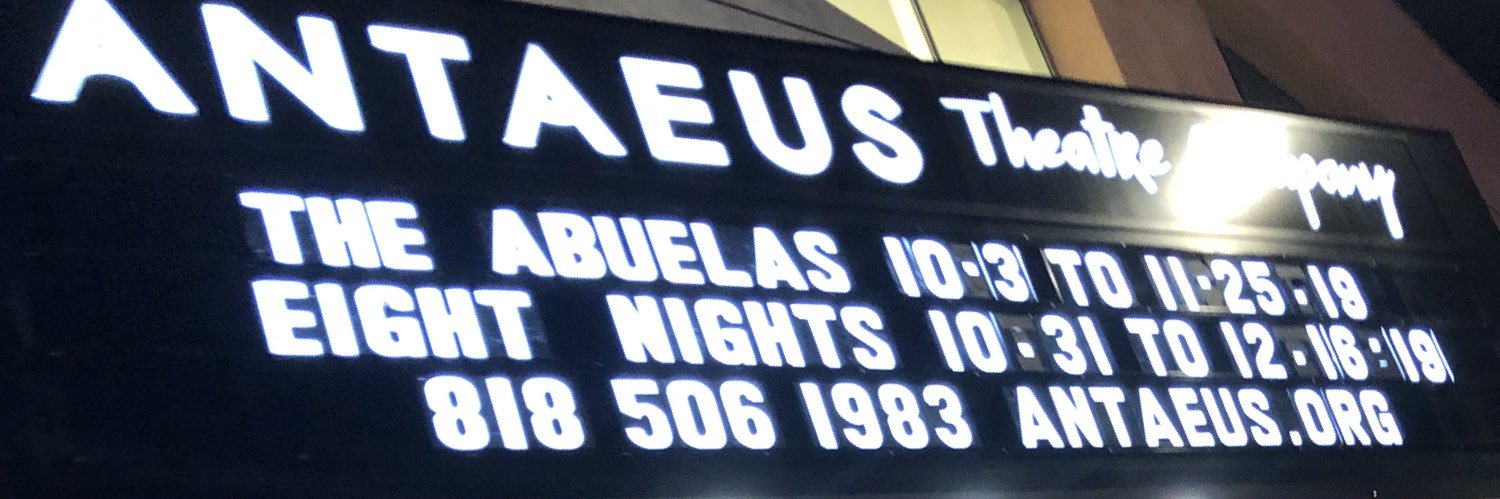 ANTAEUS Theatre Company
THE ABUELAS 10·3 TO 11·25·19
EIGHT NIGHTS 10·31 TO 12·16·19
818 506 1983 ANTAEUS.ORG